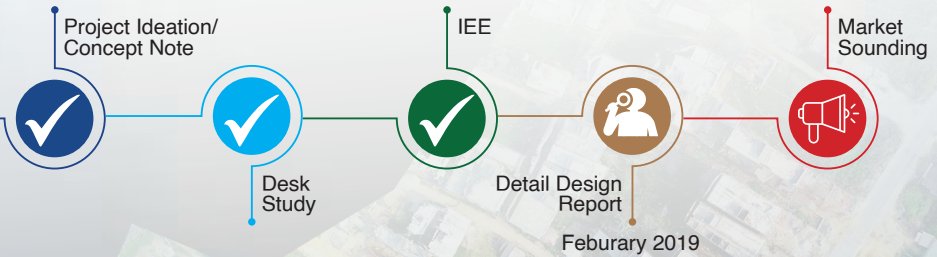 Project Ideation/
Concept Note
Desk
Study
IEE
Detail Design
Report
Feburary 2019
Market
Sounding